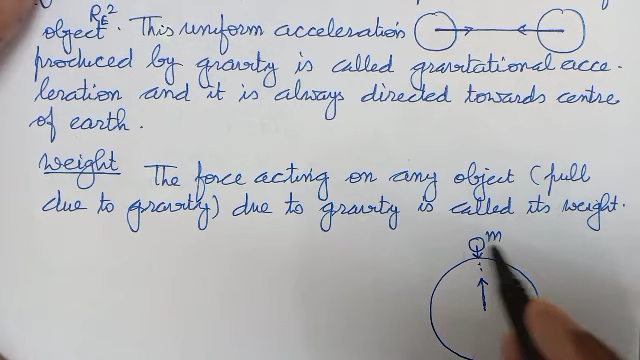 R_E²
object. This uniform acceleration
produced by gravity is called gravitational acce-
leration and it is always directed towards centre
of earth.
Weight The force acting on any object (pull
due to gravity) due to gravity is called its weight.
m